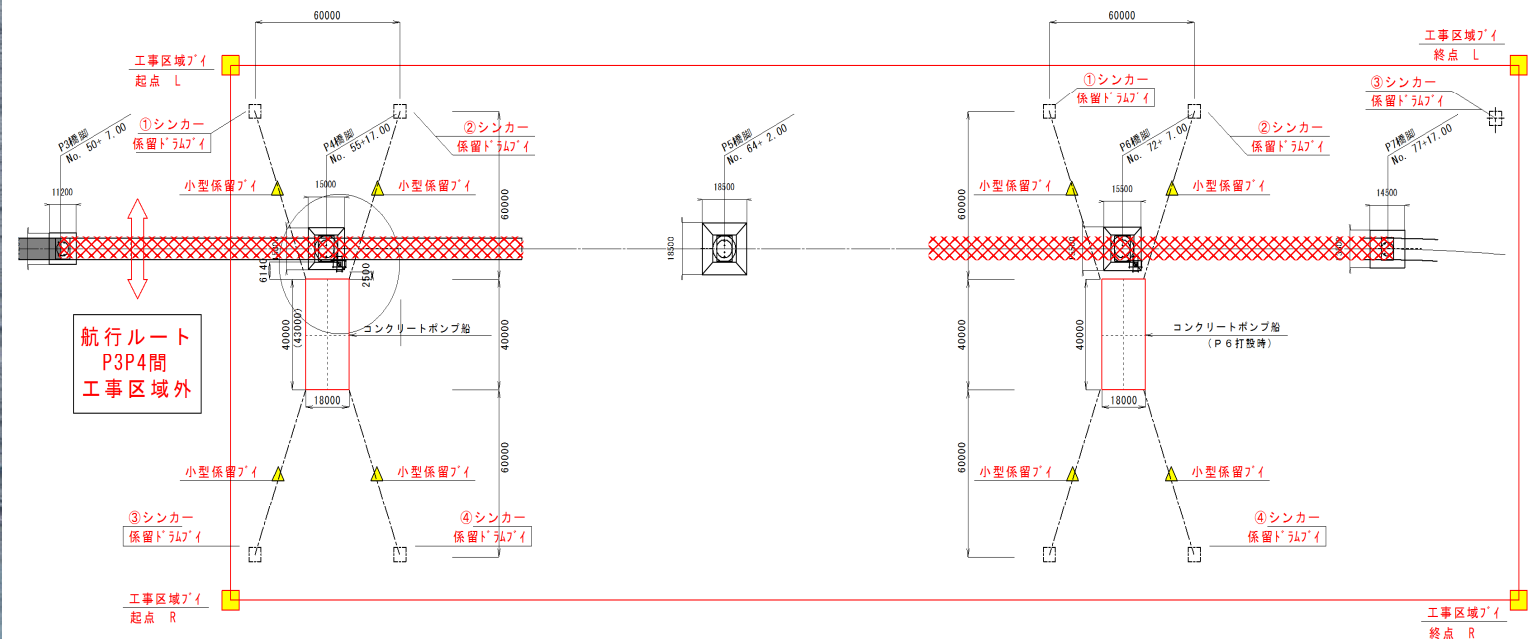 60000
60000
工事区域ブイ
起点 L
工事区域ブイ
終点 L
①シンカー
係留ドラムブイ
②シンカー
係留ドラムブイ
①シンカー
係留ドラムブイ
②シンカー
係留ドラムブイ
③シンカー
係留ドラムブイ
P3橋脚
No. 50+ 7.00
P4橋脚
No. 55+17.00
P5橋脚
No. 64+ 2.00
P6橋脚
No. 72+ 7.00
P7橋脚
No. 77+17.00
小型係留ブイ
小型係留ブイ
小型係留ブイ
小型係留ブイ
11200
15000
18500
15500
14500
60000
60000
18500
6140
2500
航行ルート
P3P4間
工事区域外
40000
(43000)
コンクリートポンプ船
40000
40000
40000
コンクリートポンプ船
(P6打設時)
18000
18000
60000
60000
小型係留ブイ
小型係留ブイ
小型係留ブイ
小型係留ブイ
③シンカー
係留ドラムブイ
④シンカー
係留ドラムブイ
④シンカー
係留ドラムブイ
工事区域ブイ
起点 R
工事区域ブイ
終点 R